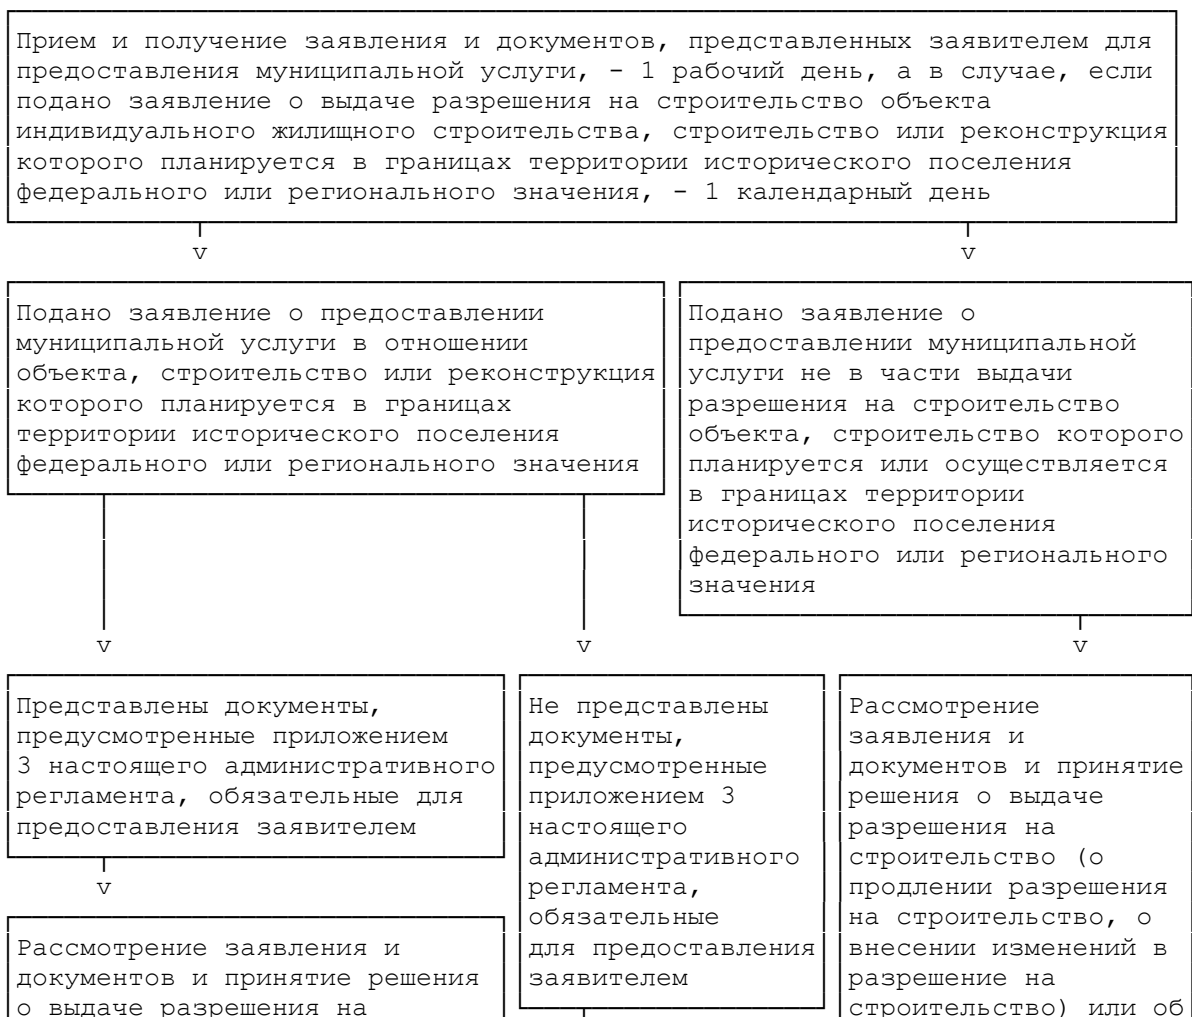 Прием и получение заявления и документов, представленных заявителем для
предоставления муниципальной услуги, - 1 рабочий день, а в случае, если
подано заявление о выдаче разрешения на строительство объекта
индивидуального жилищного строительства, строительство или реконструкция
которого планируется в границах территории исторического поселения
федерального или регионального значения, - 1 календарный день
v
v
Подано заявление о предоставлении
муниципальной услуги в отношении
объекта, строительство или реконструкция
которого планируется в границах
территории исторического поселения
федерального или регионального значения
Подано заявление о
предоставлении муниципальной
услуги не в части выдачи
разрешения на строительство
объекта, строительство которого
планируется или осуществляется
в границах территории
исторического поселения
федерального или регионального
значения
v
v
v
Представлены документы,
предусмотренные приложением
3 настоящего административного
регламента, обязательные для
предоставления заявителем
v
Не представлены
документы,
предусмотренные
приложением 3
настоящего
административного
регламента,
обязательные
для предоставления
заявителем
Рассмотрение
заявления и
документов и принятие
решения о выдаче
разрешения на
строительство (о
продлении разрешения
на строительство, о
внесении изменений в
разрешение на
строительство) или об
Рассмотрение заявления и
документов и принятие решения
о выдаче разрешения на